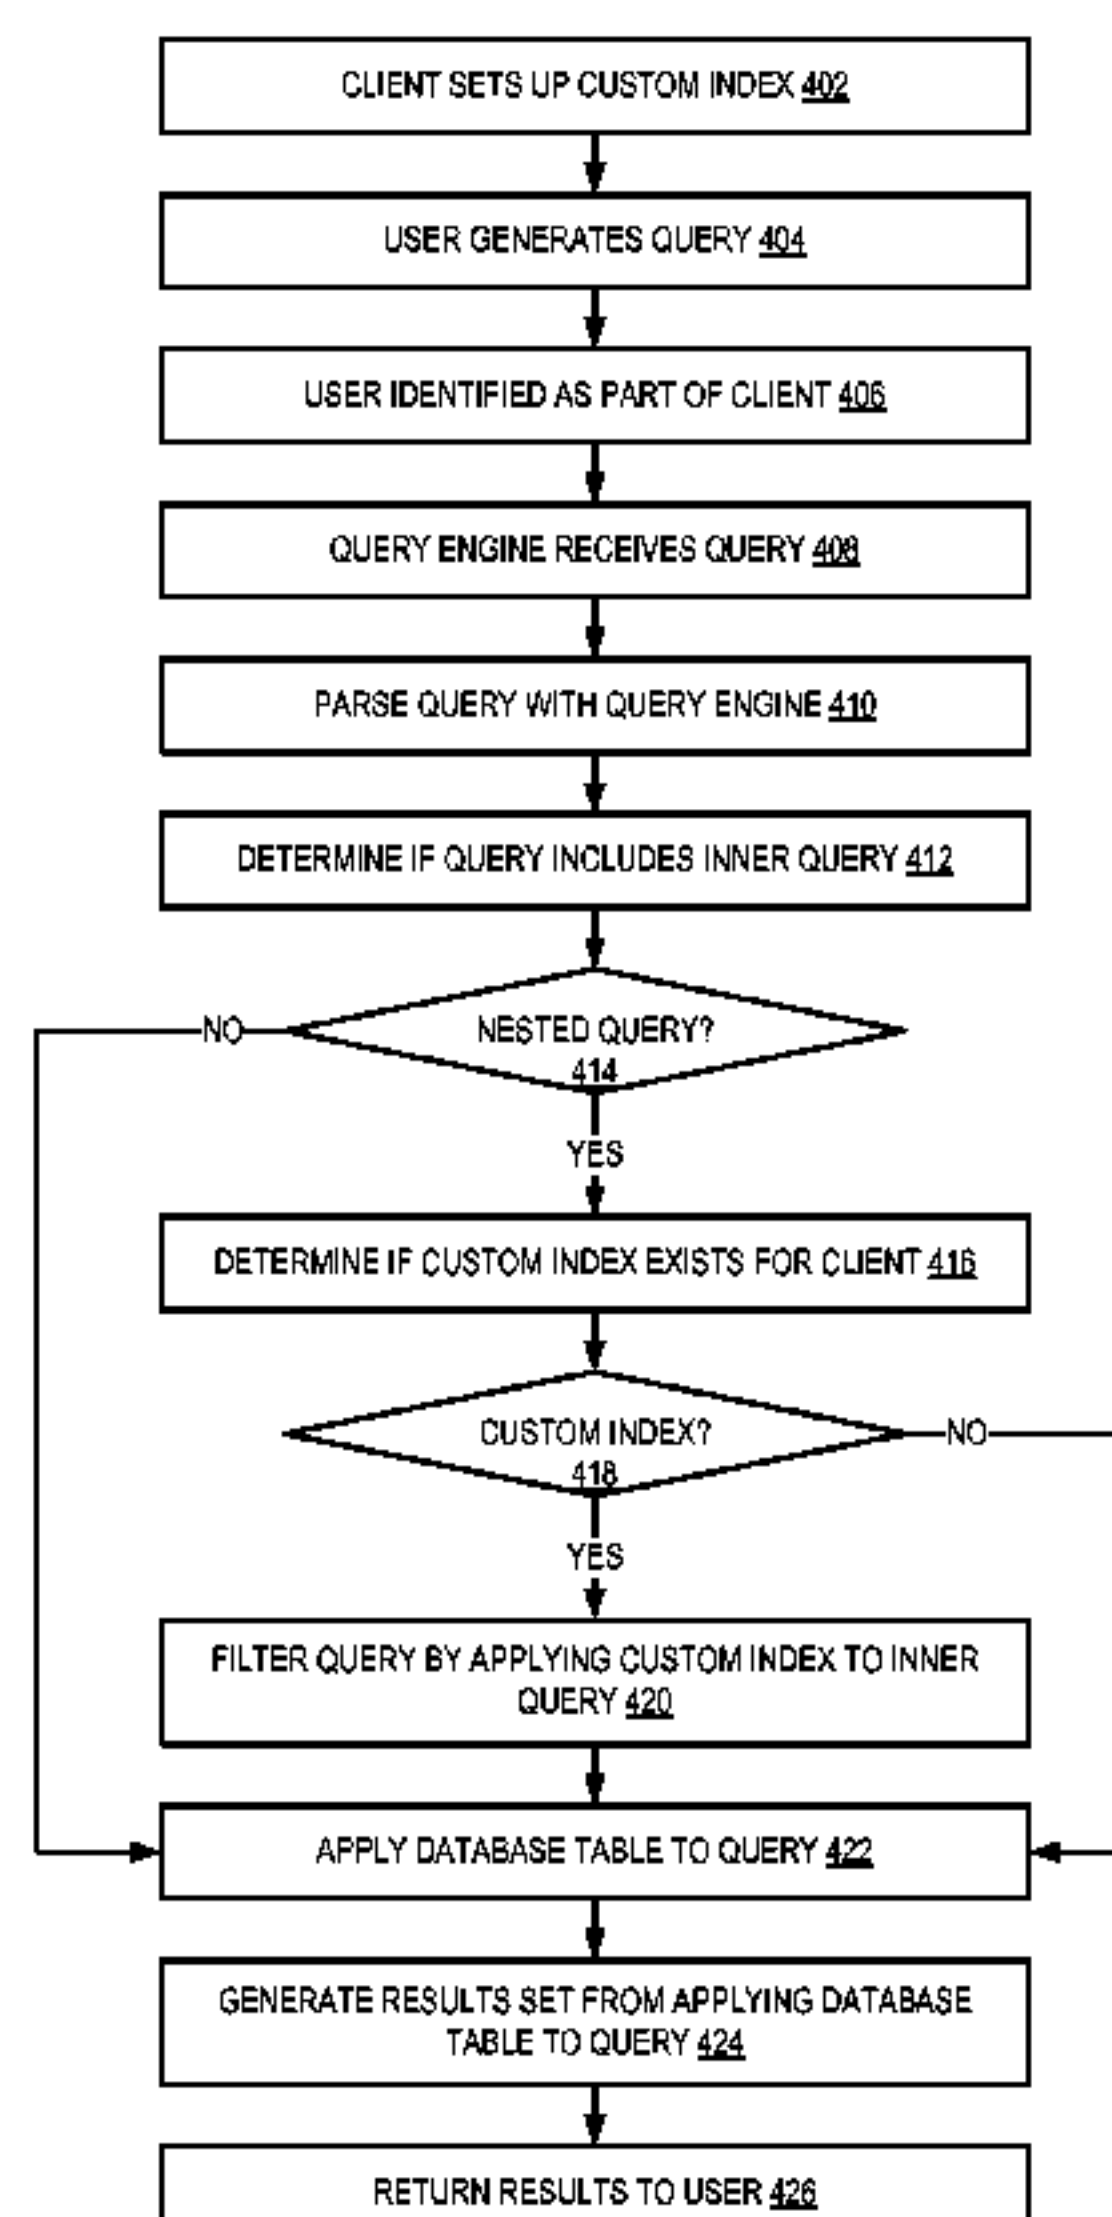 CLIENT SETS UP CUSTOM INDEX 402
USER GENERATES QUERY 404
USER IDENTIFIED AS PART OF CLIENT 406
QUERY ENGINE RECEIVES QUERY 408
PARSE QUERY WITH QUERY ENGINE 410
DETERMINE IF QUERY INCLUDES INNER QUERY 412
NO
NESTED QUERY?
414
YES
DETERMINE IF CUSTOM INDEX EXISTS FOR CLIENT 416
CUSTOM INDEX?
NO
418
YES
FILTER QUERY BY APPLYING CUSTOM INDEX TO INNER
QUERY 420
APPLY DATABASE TABLE TO QUERY 422
GENERATE RESULTS SET FROM APPLYING DATABASE
TABLE TO QUERY 424
RETURN RESULTS TO USER 426